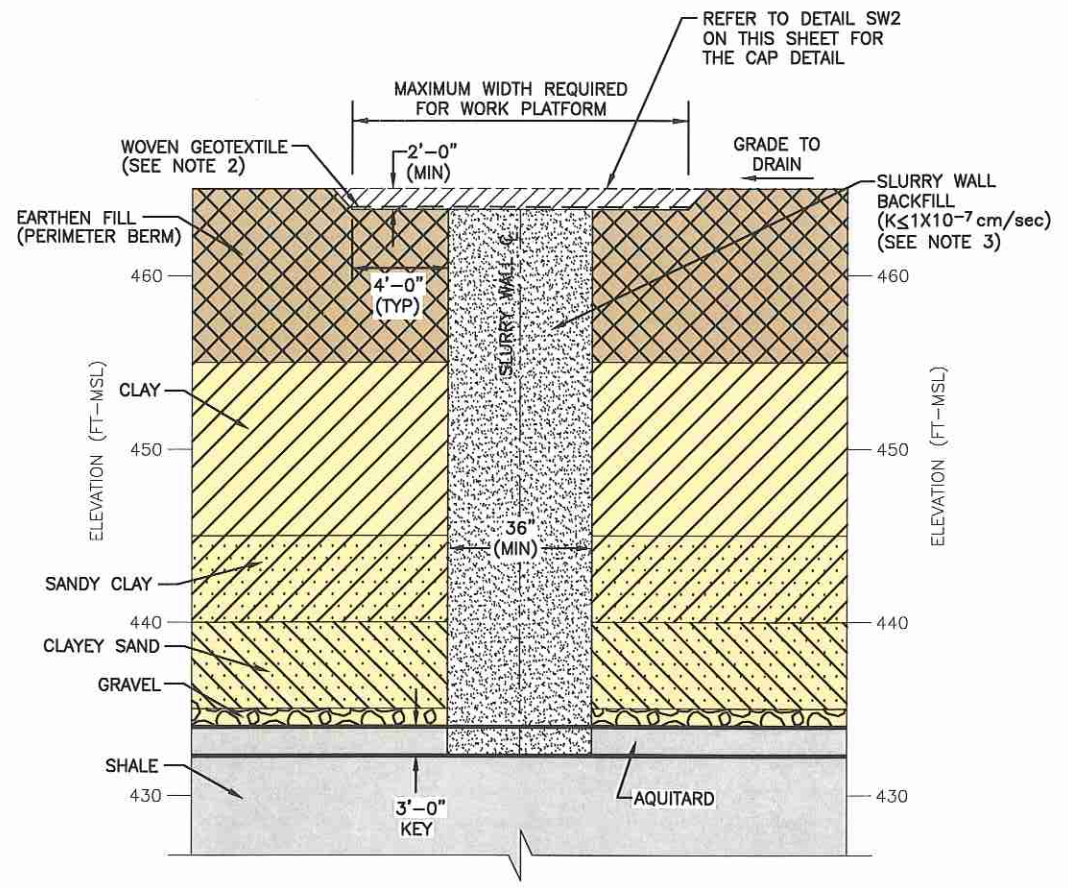 REFER TO DETAIL SW2
ON THIS SHEET FOR
THE CAP DETAIL
MAXIMUM WIDTH REQUIRED
FOR WORK PLATFORM
WOVEN GEOTEXTILE
(SEE NOTE 2)
2'-0"
(MIN)
GRADE TO
DRAIN
SLURRY WALL
BACKFILL
(K≤1X10⁻⁷ cm/sec)
(SEE NOTE 3)
EARTHEN FILL
(PERIMETER BERM)
460
460
4'-0"
(TYP)
SLURRY WALL ℄
CLAY
ELEVATION (FT-MSL)
ELEVATION (FT-MSL)
450
450
36"
(MIN)
SANDY CLAY
440
440
CLAYEY SAND
GRAVEL
SHALE
430
430
3'-0"
KEY
AQUITARD